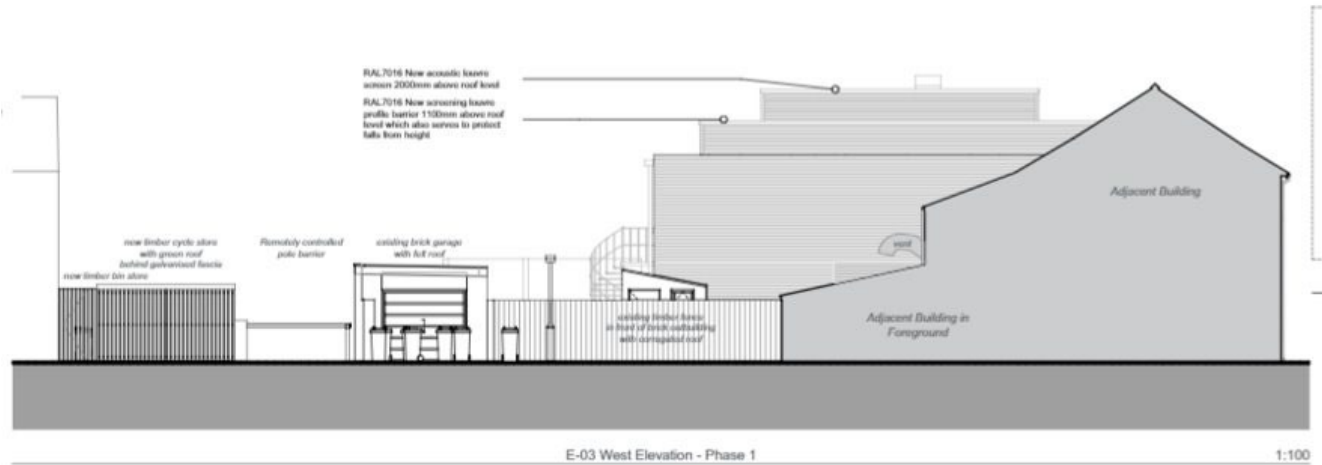 RAL7016 New acoustic louvre
screen 2000mm above roof level
RAL7016 New screening louvre
profile barrier 1100mm above roof
level which also serves to protect
falls from height
Adjacent Building
new timber cycle store
with green roof
behind galvanised fascia
new timber bin store
Remotely controlled
pole barrier
existing brick garage
with felt roof
vent
existing timber fence
in front of brick outbuilding
with corrugated roof
Adjacent Building in
Foreground
E-03 West Elevation - Phase 1
1:100